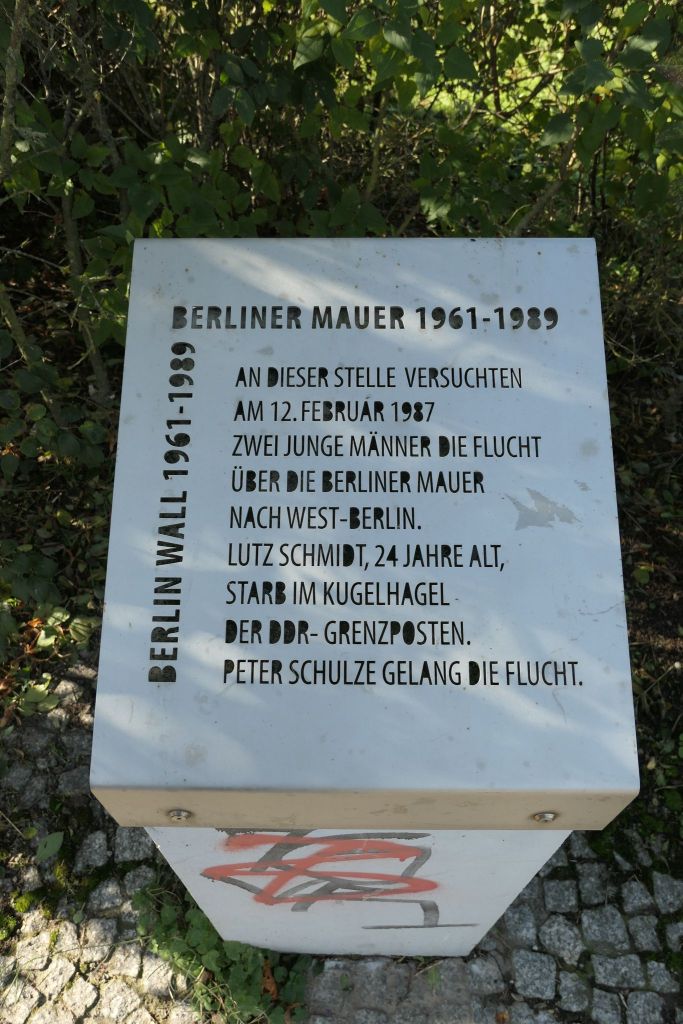 BERLINER MAUER 1961-1989
BERLIN WALL 1961-1989
AN DIESER STELLE VERSUCHTEN
AM 12. FEBRUAR 1987
ZWEI JUNGE MÄNNER DIE FLUCHT
ÜBER DIE BERLINER MAUER
NACH WEST-BERLIN.
LUTZ SCHMIDT, 24 JAHRE ALT,
STARB IM KUGELHAGEL
DER DDR- GRENZPOSTEN.
PETER SCHULZE GELANG DIE FLUCHT.